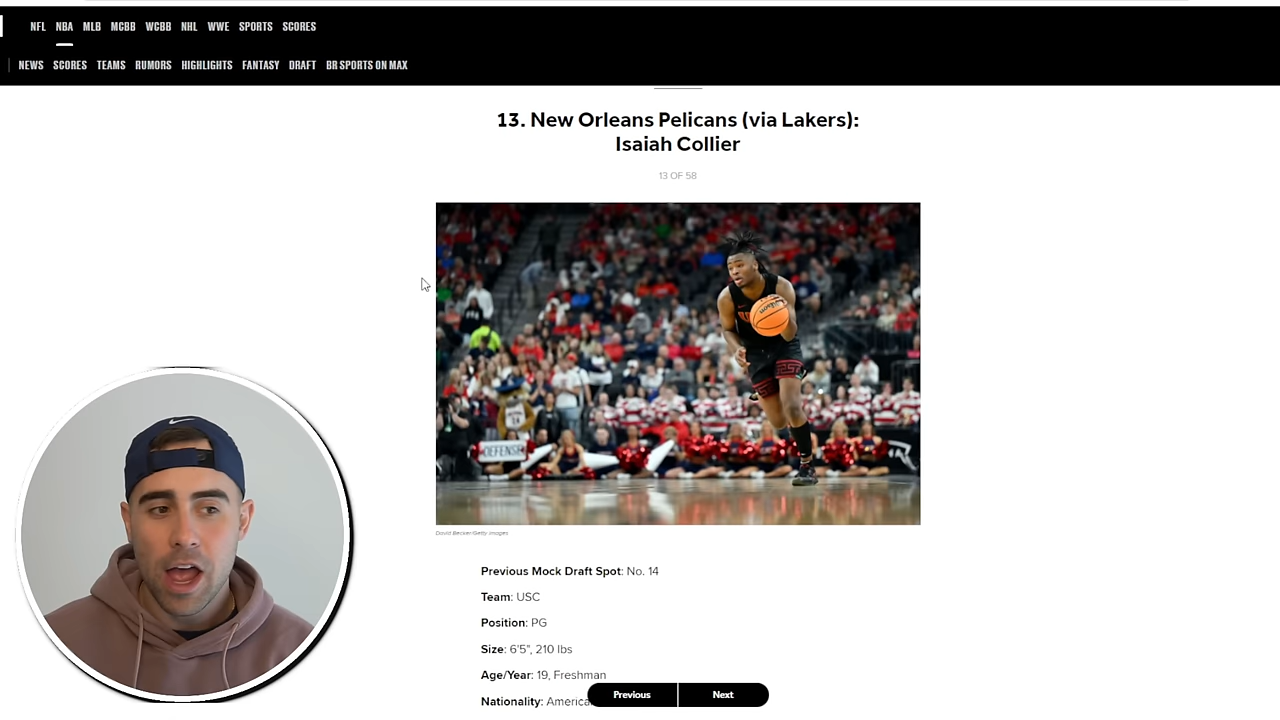 NFL NBA MLB MCBB WCBB NHL WWE SPORTS SCORES
NEWS SCORES TEAMS RUMORS HIGHLIGHTS FANTASY DRAFT BR SPORTS ON MAX
13. New Orleans Pelicans (via Lakers):
Isaiah Collier
13 OF 58
DEFENSE
David Becker/Getty Images
Previous Mock Draft Spot: No. 14
Team: USC
Position: PG
Size: 6'5", 210 lbs
Age/Year: 19, Freshman
Nationality: America
Previous Next